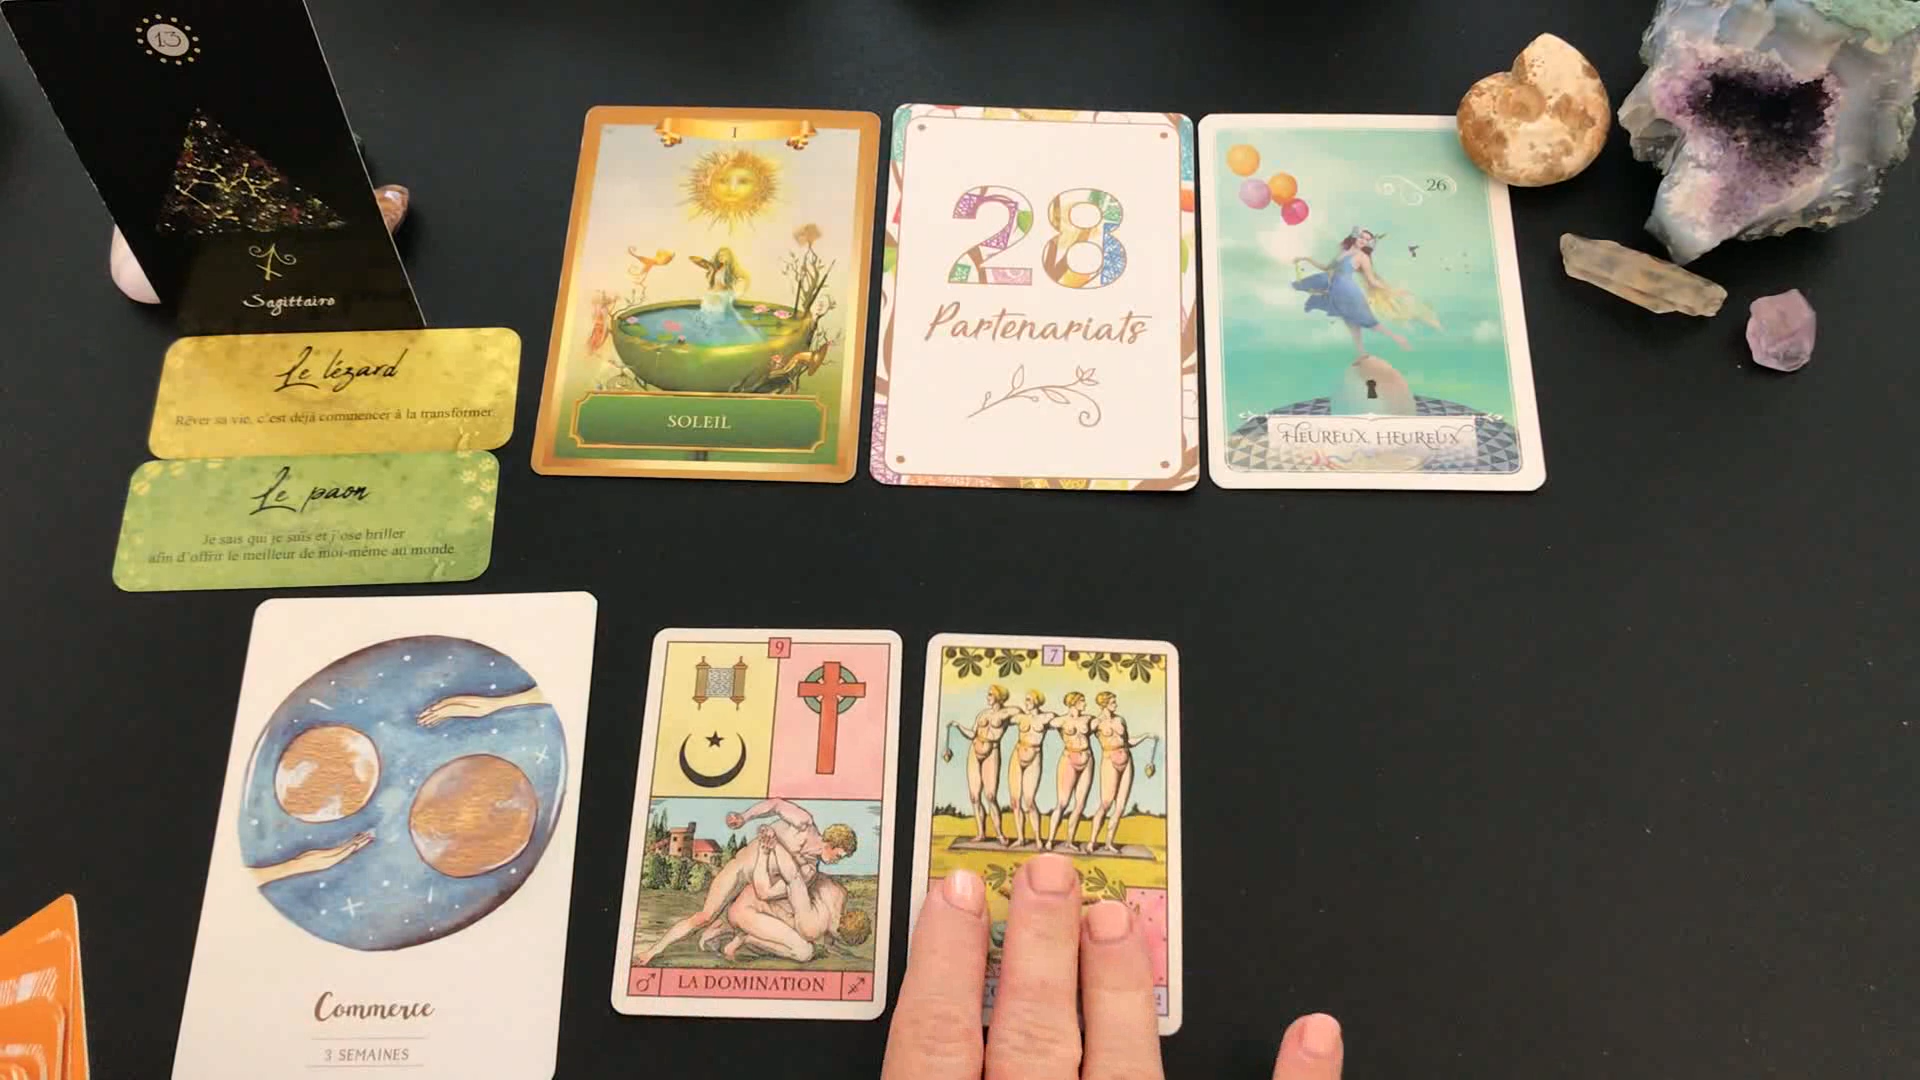 13
Sagittaire
Le lézard
Rêver sa vie, c'est déjà commencer à la transformer.
Le paon
Je sais qui je suis et j'ose briller
afin d'offrir le meilleur de moi-même au monde.
I
SOLEIL
28
Partenariats
26
HEUREUX, HEUREUX
Commerce
3 SEMAINES
9
LA DOMINATION
7